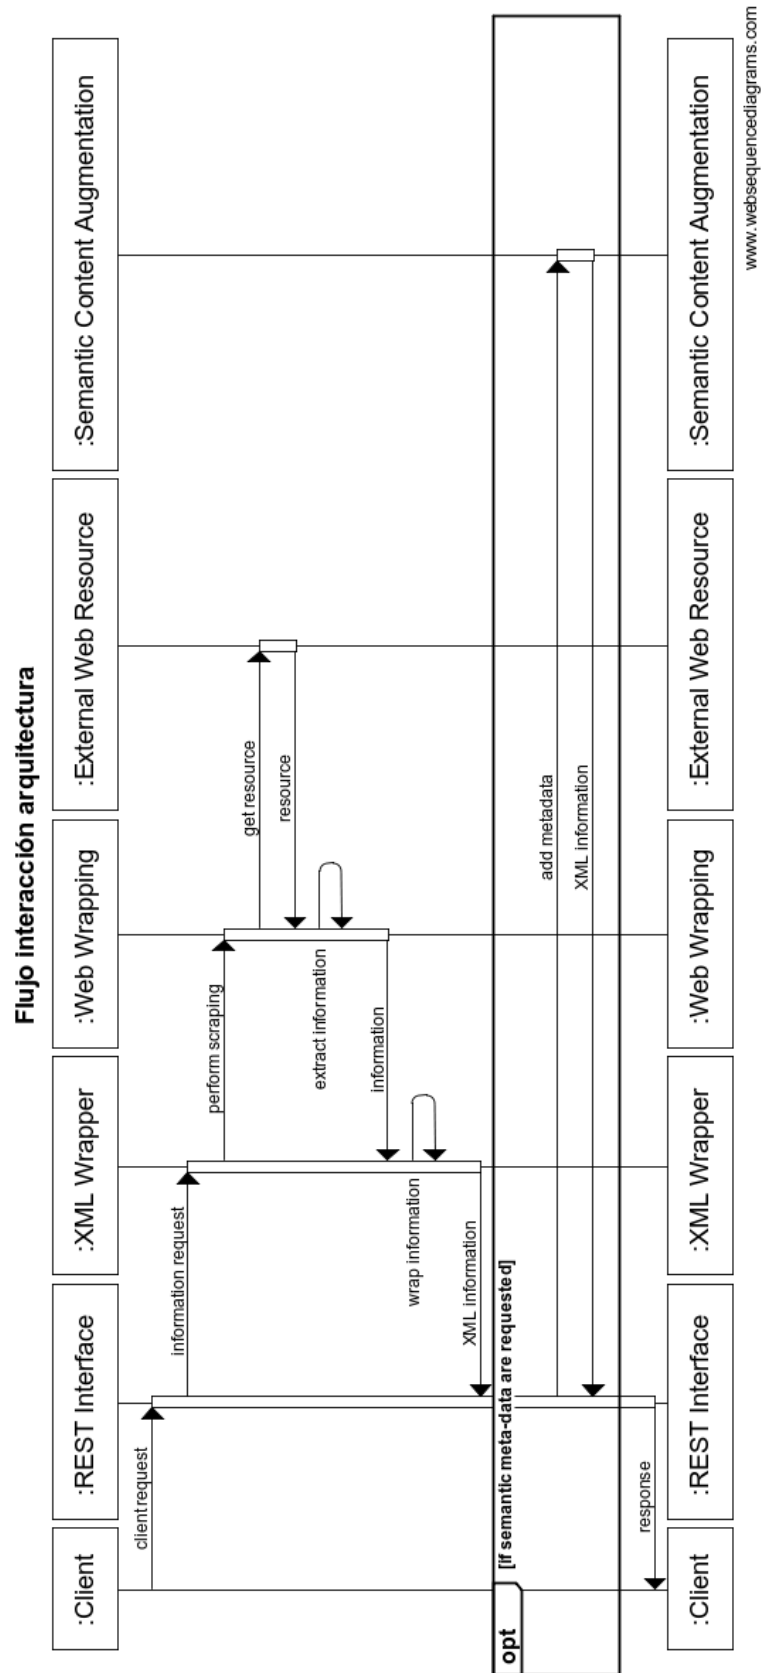 Flujo interacción arquitectura
:Client
:REST Interface
:XML Wrapper
:Web Wrapping
:External Web Resource
:Semantic Content Augmentation
client request
information request
perform scraping
get resource
resource
extract information
information
wrap information
XML information
opt
[if semantic meta-data are requested]
add metadata
XML information
response
:Client
:REST Interface
:XML Wrapper
:Web Wrapping
:External Web Resource
:Semantic Content Augmentation
www.websequencediagrams.com